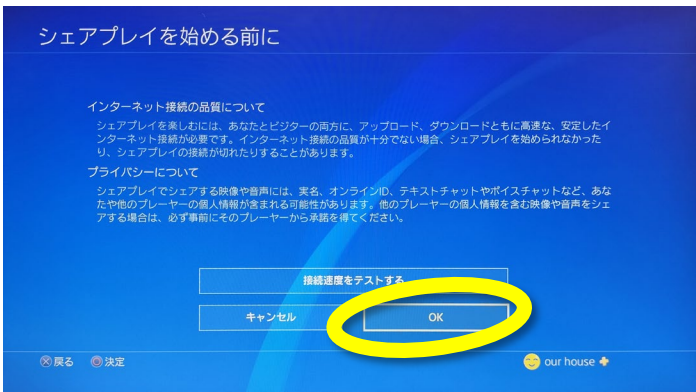 シェアプレイを始める前に
インターネット接続の品質について
シェアプレイを楽しむには、あなたとビジターの両方に、アップロード、ダウンロードともに高速な、安定したイ
ンターネット接続が必要です。インターネット接続の品質が十分でない場合、シェアプレイを始められなかった
り、シェアプレイの接続が切れたりすることがあります。
プライバシーについて
シェアプレイでシェアする映像や音声には、実名、オンラインID、テキストチャットやボイスチャットなど、あな
たや他のプレーヤーの個人情報が含まれる可能性があります。他のプレーヤーの個人情報を含む映像や音声をシェ
アする場合は、必ず事前にそのプレーヤーから承諾を得てください。
接続速度をテストする
キャンセル
OK
戻る 決定
our house